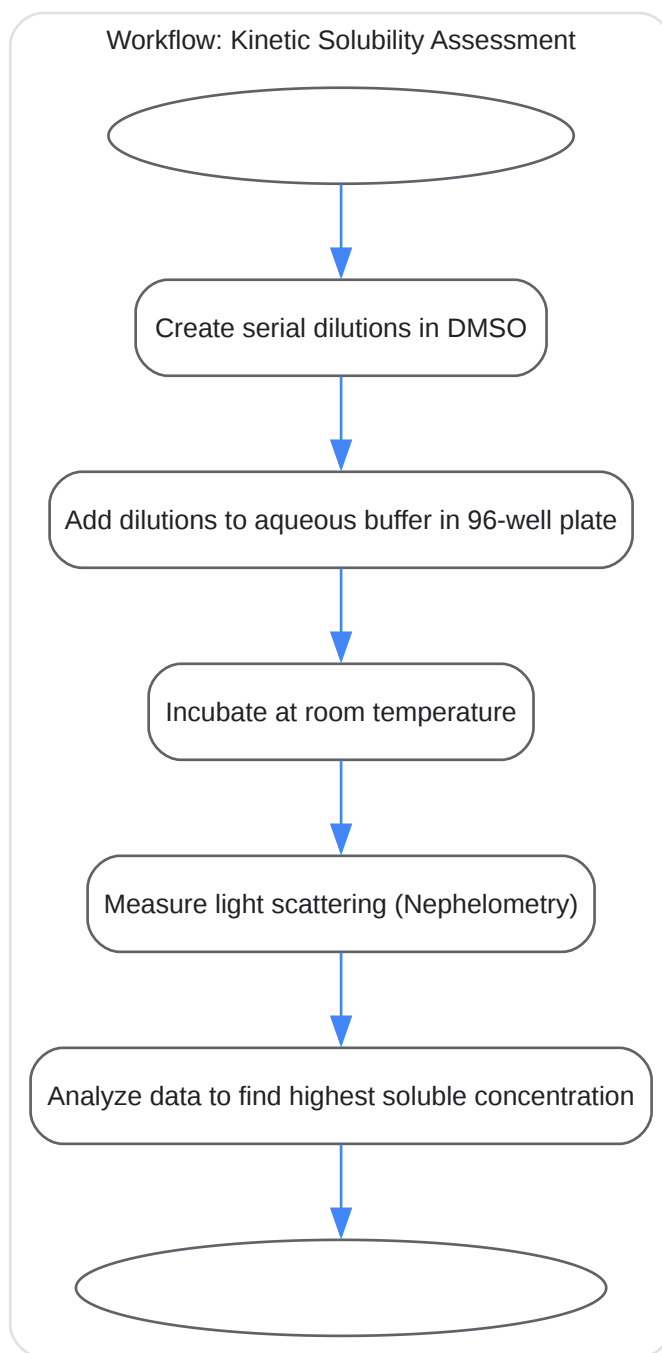 Workflow: Kinetic Solubility Assessment
Create serial dilutions in DMSO
Add dilutions to aqueous buffer in 96-well plate
Incubate at room temperature
Measure light scattering (Nephelometry)
Analyze data to find highest soluble concentration